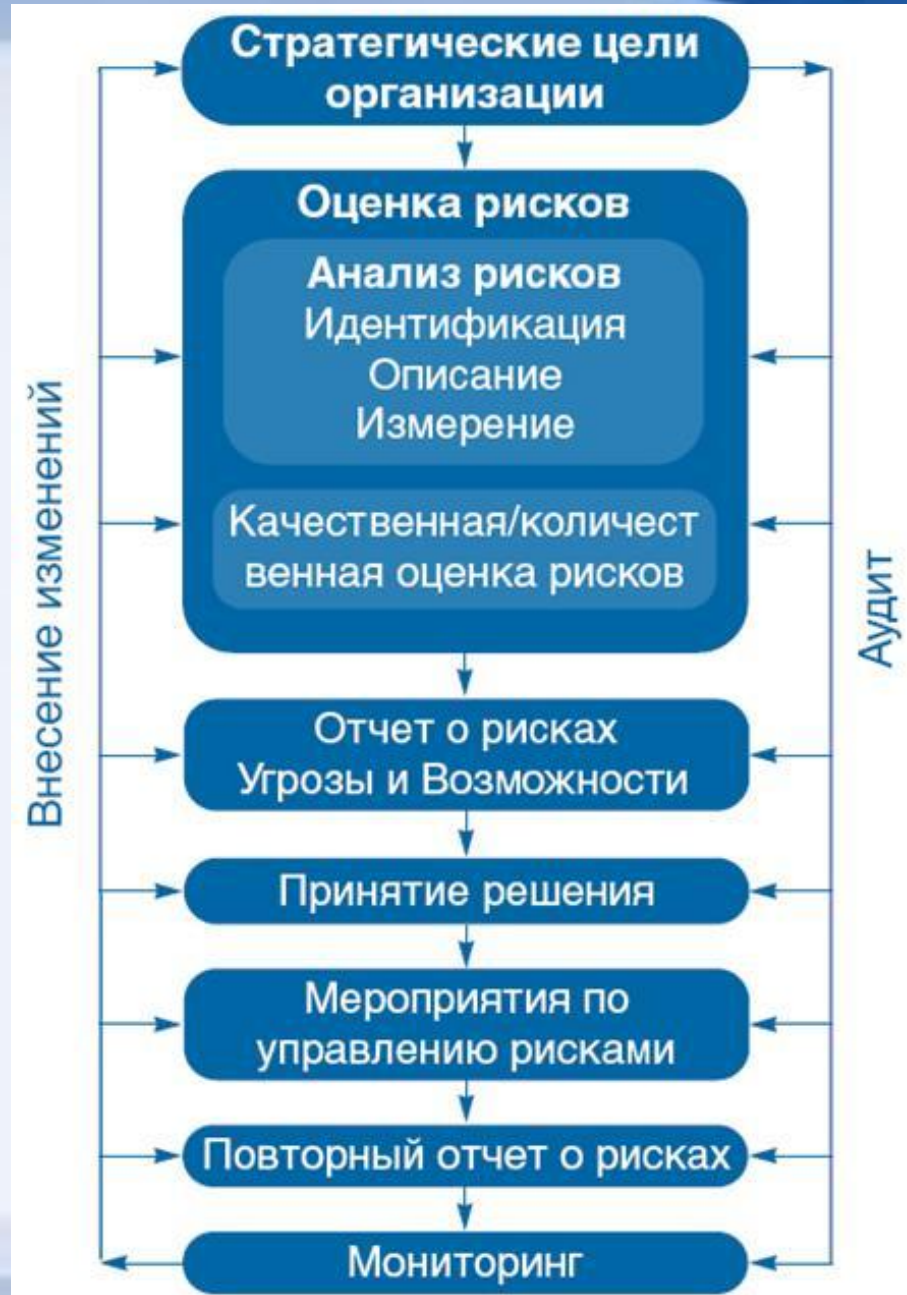 Стратегические цели
организации
Оценка рисков
Анализ рисков
Идентификация
Описание
Измерение
Качественная/количест
венная оценка рисков
Отчет о рисках
Угрозы и Возможности
Принятие решения
Мероприятия по
управлению рисками
Повторный отчет о рисках
Мониторинг
Внесение изменений
Аудит